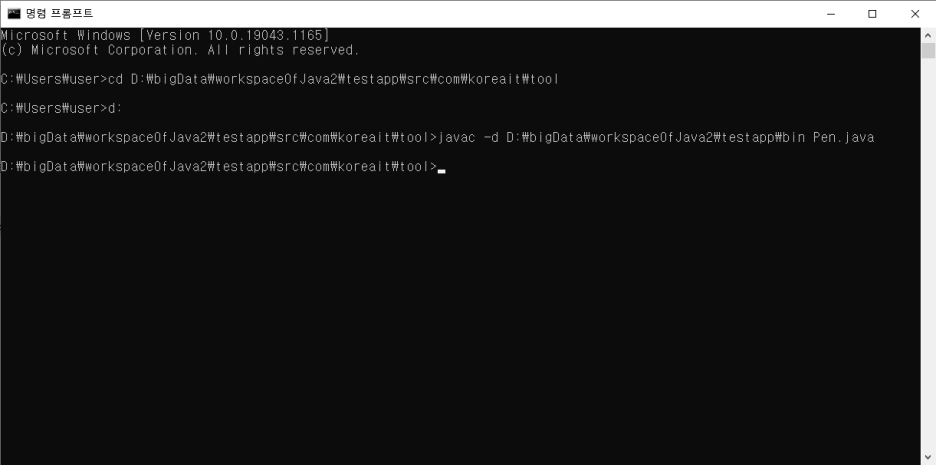 명령 프롬프트
Microsoft Windows [Version 10.0.19043.1165]
(c) Microsoft Corporation. All rights reserved.
C:₩Users₩user>cd D:₩bigData₩workspaceOfJava2₩testapp₩src₩com₩koreait₩tool
C:₩Users₩user>d:
D:₩bigData₩workspaceOfJava2₩testapp₩src₩com₩koreait₩tool>javac -d D:₩bigData₩workspaceOfJava2₩testapp₩bin Pen.java
D:₩bigData₩workspaceOfJava2₩testapp₩src₩com₩koreait₩tool>